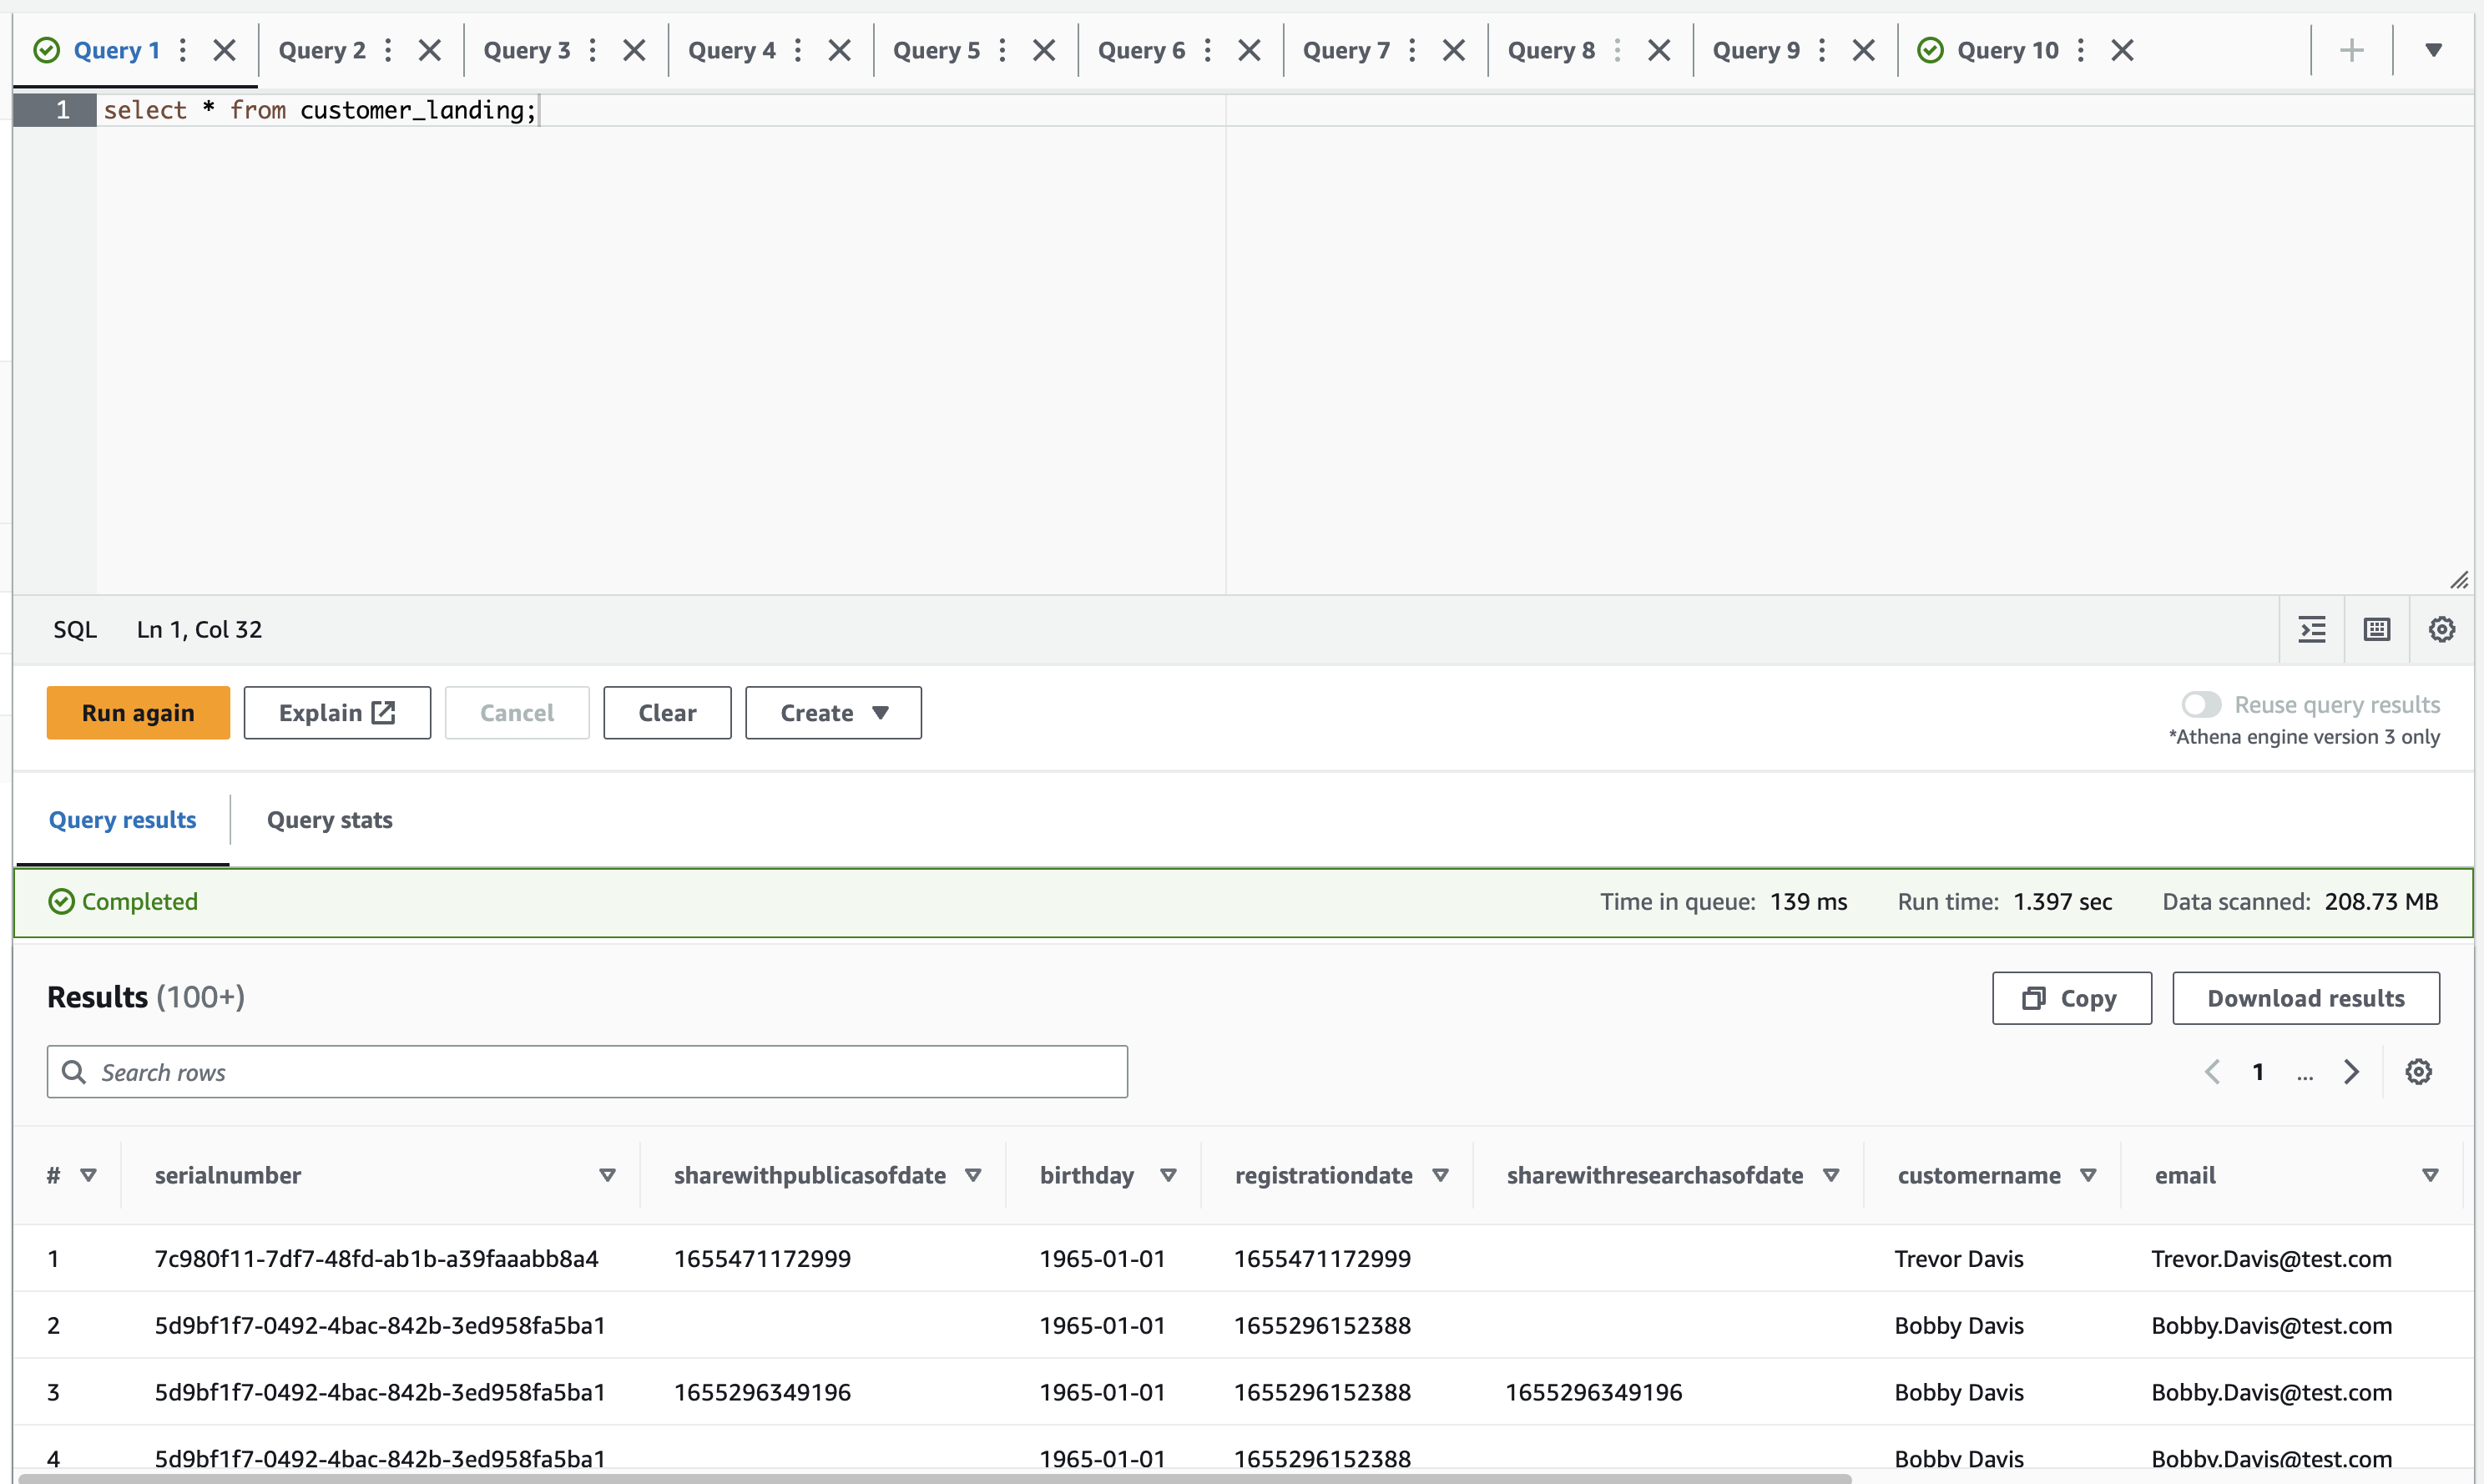 Query 1 Query 2 Query 3 Query 4 Query 5 Query 6 Query 7 Query 8 Query 9 Query 10
1 select * from customer_landing;
SQL Ln 1, Col 32
Run again Explain Cancel Clear Create Reuse query results
*Athena engine version 3 only
Query results Query stats
Completed Time in queue: 139 ms Run time: 1.397 sec Data scanned: 208.73 MB
Results (100+) Copy Download results
Search rows 1 ...
# serialnumber sharewithpublicasofdate birthday registrationdate sharewithresearchasofdate customername email
1 7c980f11-7df7-48fd-ab1b-a39faaabb8a4 1655471172999 1965-01-01 1655471172999 Trevor Davis Trevor.Davis@test.com
2 5d9bf1f7-0492-4bac-842b-3ed958fa5ba1 1965-01-01 1655296152388 Bobby Davis Bobby.Davis@test.com
3 5d9bf1f7-0492-4bac-842b-3ed958fa5ba1 1655296349196 1965-01-01 1655296152388 1655296349196 Bobby Davis Bobby.Davis@test.com
4 5d9bf1f7-0492-4bac-842b-3ed958fa5ba1 1965-01-01 1655296152388 Bobby Davis Bobby.Davis@test.com